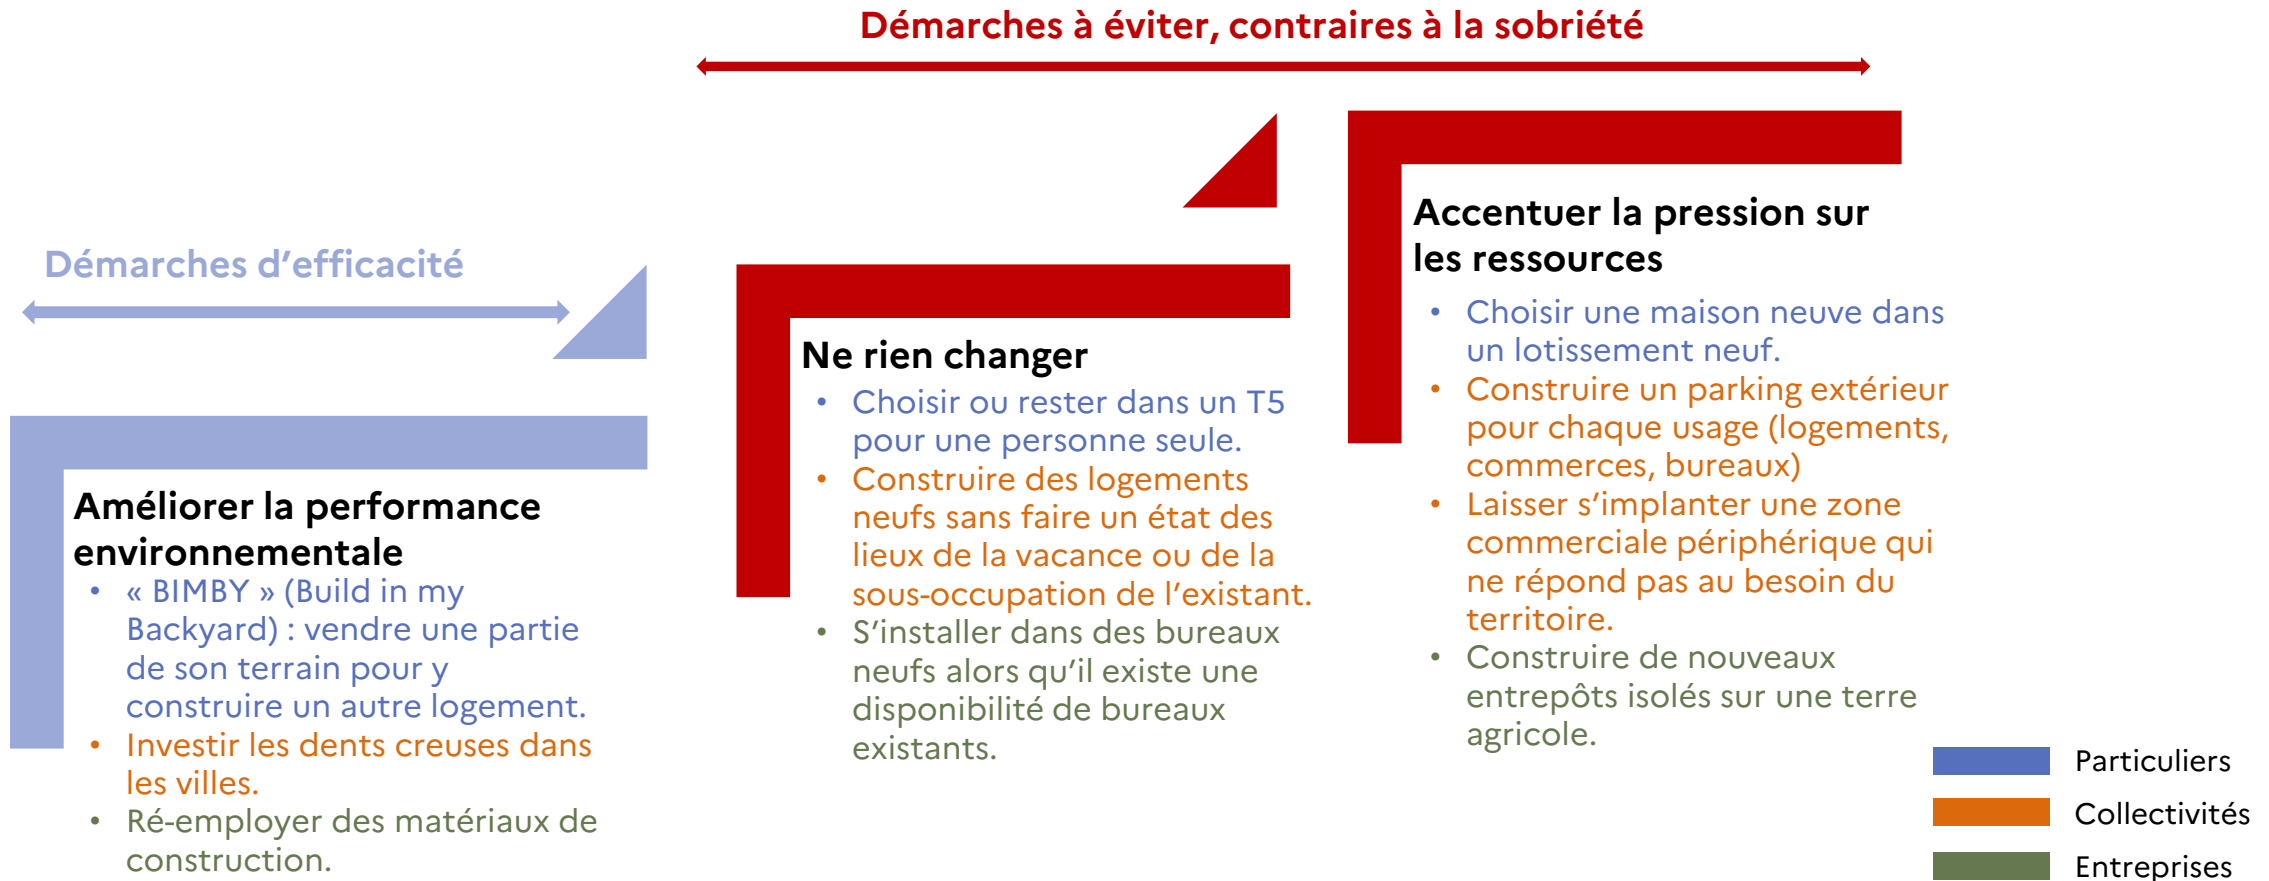 Démarches à éviter, contraires à la sobriété
Démarches d’efficacité
Améliorer la performance
environnementale
• « BIMBY » (Build in my
Backyard) : vendre une partie
de son terrain pour y
construire un autre logement.
• Investir les dents creuses dans
les villes.
• Ré-employer des matériaux de
construction.
Ne rien changer
• Choisir ou rester dans un T5
pour une personne seule.
• Construire des logements
neufs sans faire un état des
lieux de la vacance ou de la
sous-occupation de l’existant.
• S’installer dans des bureaux
neufs alors qu’il existe une
disponibilité de bureaux
existants.
Accentuer la pression sur
les ressources
• Choisir une maison neuve dans
un lotissement neuf.
• Construire un parking extérieur
pour chaque usage (logements,
commerces, bureaux)
• Laisser s’implanter une zone
commerciale périphérique qui
ne répond pas au besoin du
territoire.
• Construire de nouveaux
entrepôts isolés sur une terre
agricole.
Particuliers
Collectivités
Entreprises